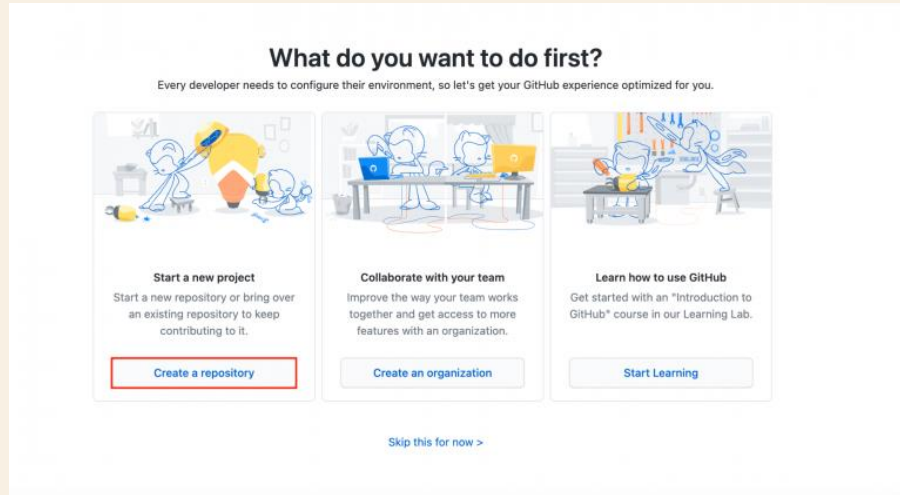 What do you want to do first?
Every developer needs to configure their environment, so let's get your GitHub experience optimized for you.
Start a new project
Start a new repository or bring over
an existing repository to keep
contributing to it.
Create a repository
Collaborate with your team
Improve the way your team works
together and get access to more
features with an organization.
Create an organization
Learn how to use GitHub
Get started with an "Introduction to
GitHub" course in our Learning Lab.
Start Learning
Skip this for now >